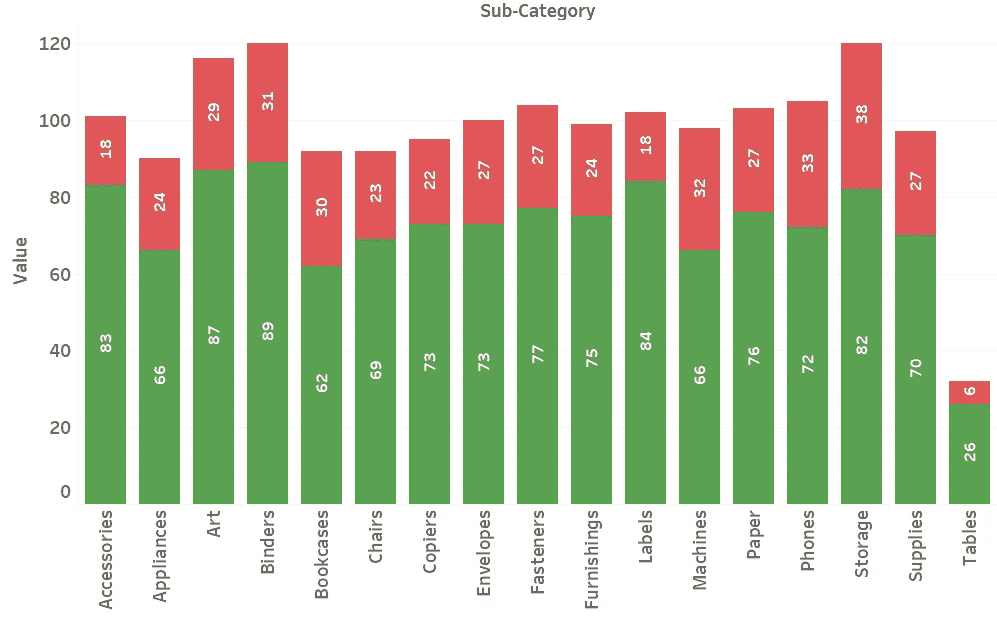 Sub-Category
Value
120
100
80
60
40
20
0
18
24
29
31
30
23
22
27
27
24
18
32
27
33
38
27
6
83
66
87
89
62
69
73
73
77
75
84
66
76
72
82
70
26
Accessories
Appliances
Art
Binders
Bookcases
Chairs
Copiers
Envelopes
Fasteners
Furnishings
Labels
Machines
Paper
Phones
Storage
Supplies
Tables